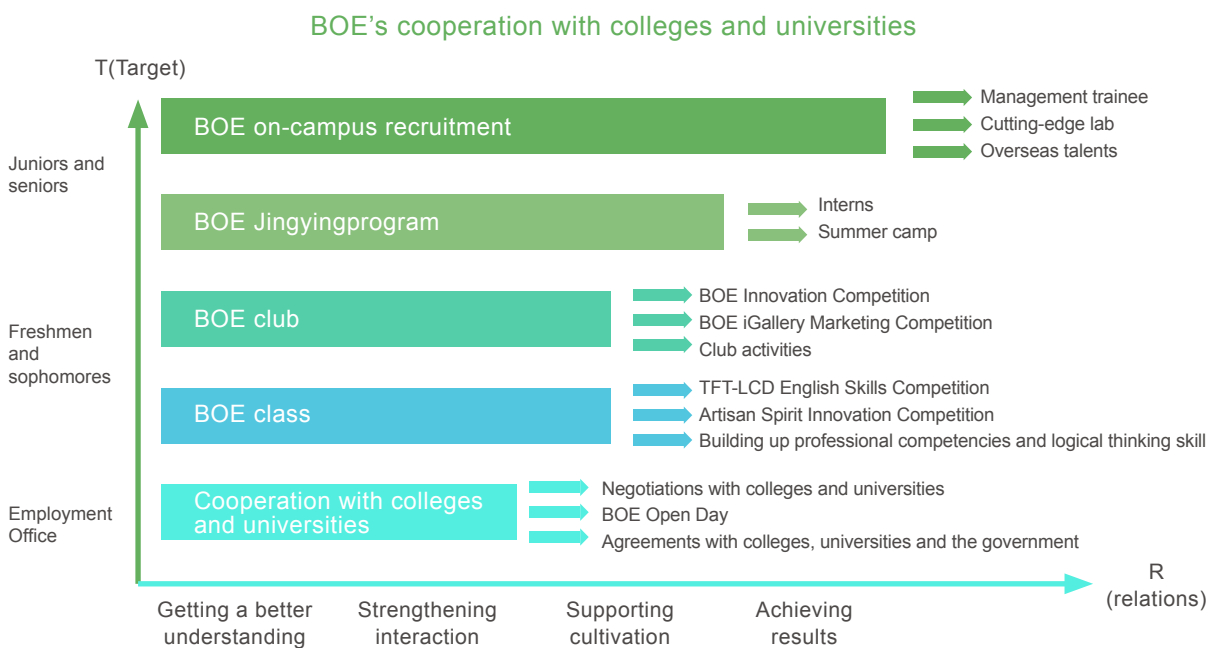 BOE’s cooperation with colleges and universities
T(Target)
Juniors and
seniors
BOE on-campus recruitment
Management trainee
Cutting-edge lab
Overseas talents
BOE Jingyingprogram
Interns
Summer camp
Freshmen
and
sophomores
BOE club
BOE Innovation Competition
BOE iGallery Marketing Competition
Club activities
BOE class
TFT-LCD English Skills Competition
Artisan Spirit Innovation Competition
Building up professional competencies and logical thinking skill
Employment
Office
Cooperation with colleges
and universities
Negotiations with colleges and universities
BOE Open Day
Agreements with colleges, universities and the government
R
(relations)
Getting a better
understanding
Strengthening
interaction
Supporting
cultivation
Achieving
results